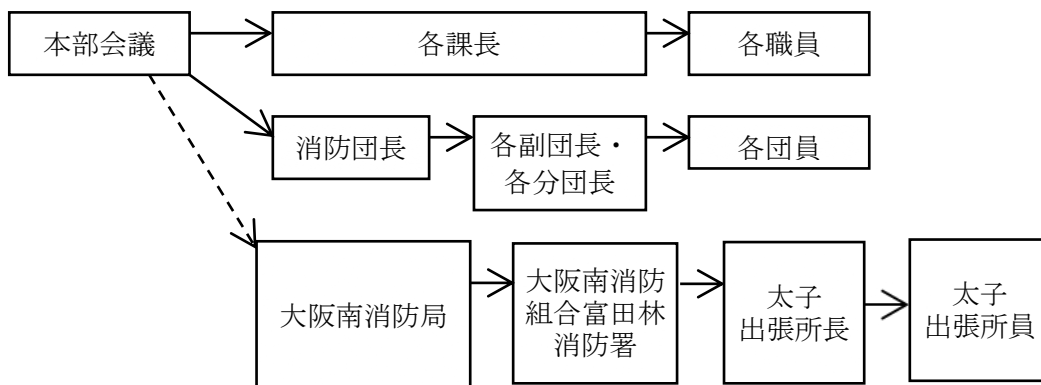 本部会議
各課長
各職員
消防団長
各副団長・
各分団長
各団員
大阪南消防局
大阪南消防
組合富田林
消防署
太子
出張所長
太子
出張所員